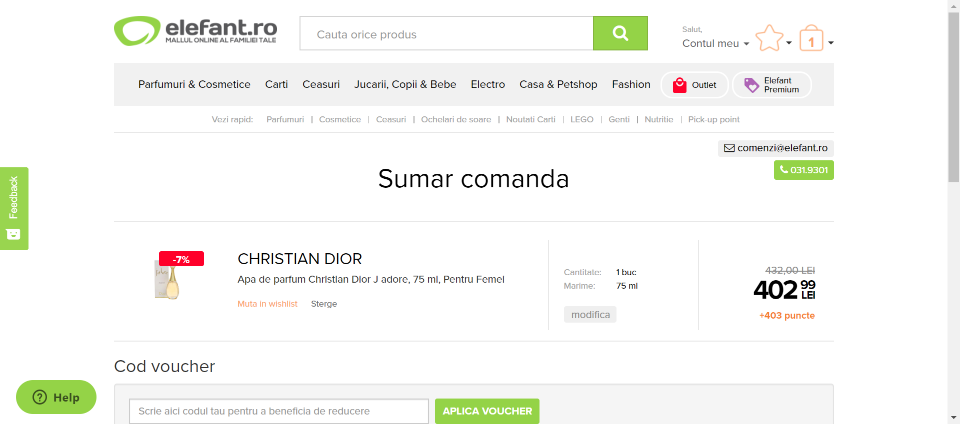 elefant.ro
MALLUL ONLINE AL FAMILIEI TALE
Cauta orice produs
Salut,
Contul meu
1
Parfumuri & Cosmetice Carti Ceasuri Jucarii, Copii & Bebe Electro Casa & Petshop Fashion Outlet Elefant Premium
Vezi rapid: Parfumuri | Cosmetice | Ceasuri | Ochelari de soare | Noutati Carti | LEGO | Genti | Nutritie | Pick-up point
comenzi@elefant.ro
031.9301
Sumar comanda
Feedback
-7%
CHRISTIAN DIOR
Apa de parfum Christian Dior J adore, 75 ml, Pentru Femei
Muta in wishlist Sterge
Cantitate: 1 buc
Marime: 75 ml
modifica
432,00 LEI
402 99 LEI
+403 puncte
Cod voucher
Scrie aici codul tau pentru a beneficia de reducere
APLICA VOUCHER
Help